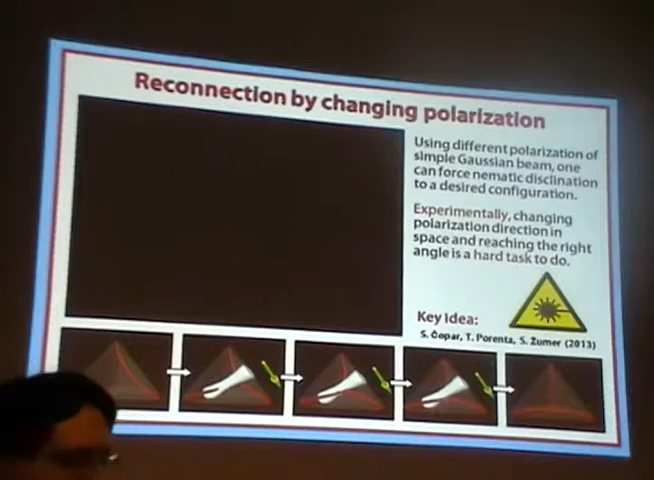 Reconnection by changing polarization
Using different polarization of
simple Gaussian beam, one
can force nematic disclination
to a desired configuration.
Experimentally, changing
polarization direction in
space and reaching the right
angle is a hard task to do.
Key Idea:
S. Čopar, T. Porenta, S. Žumer (2013)